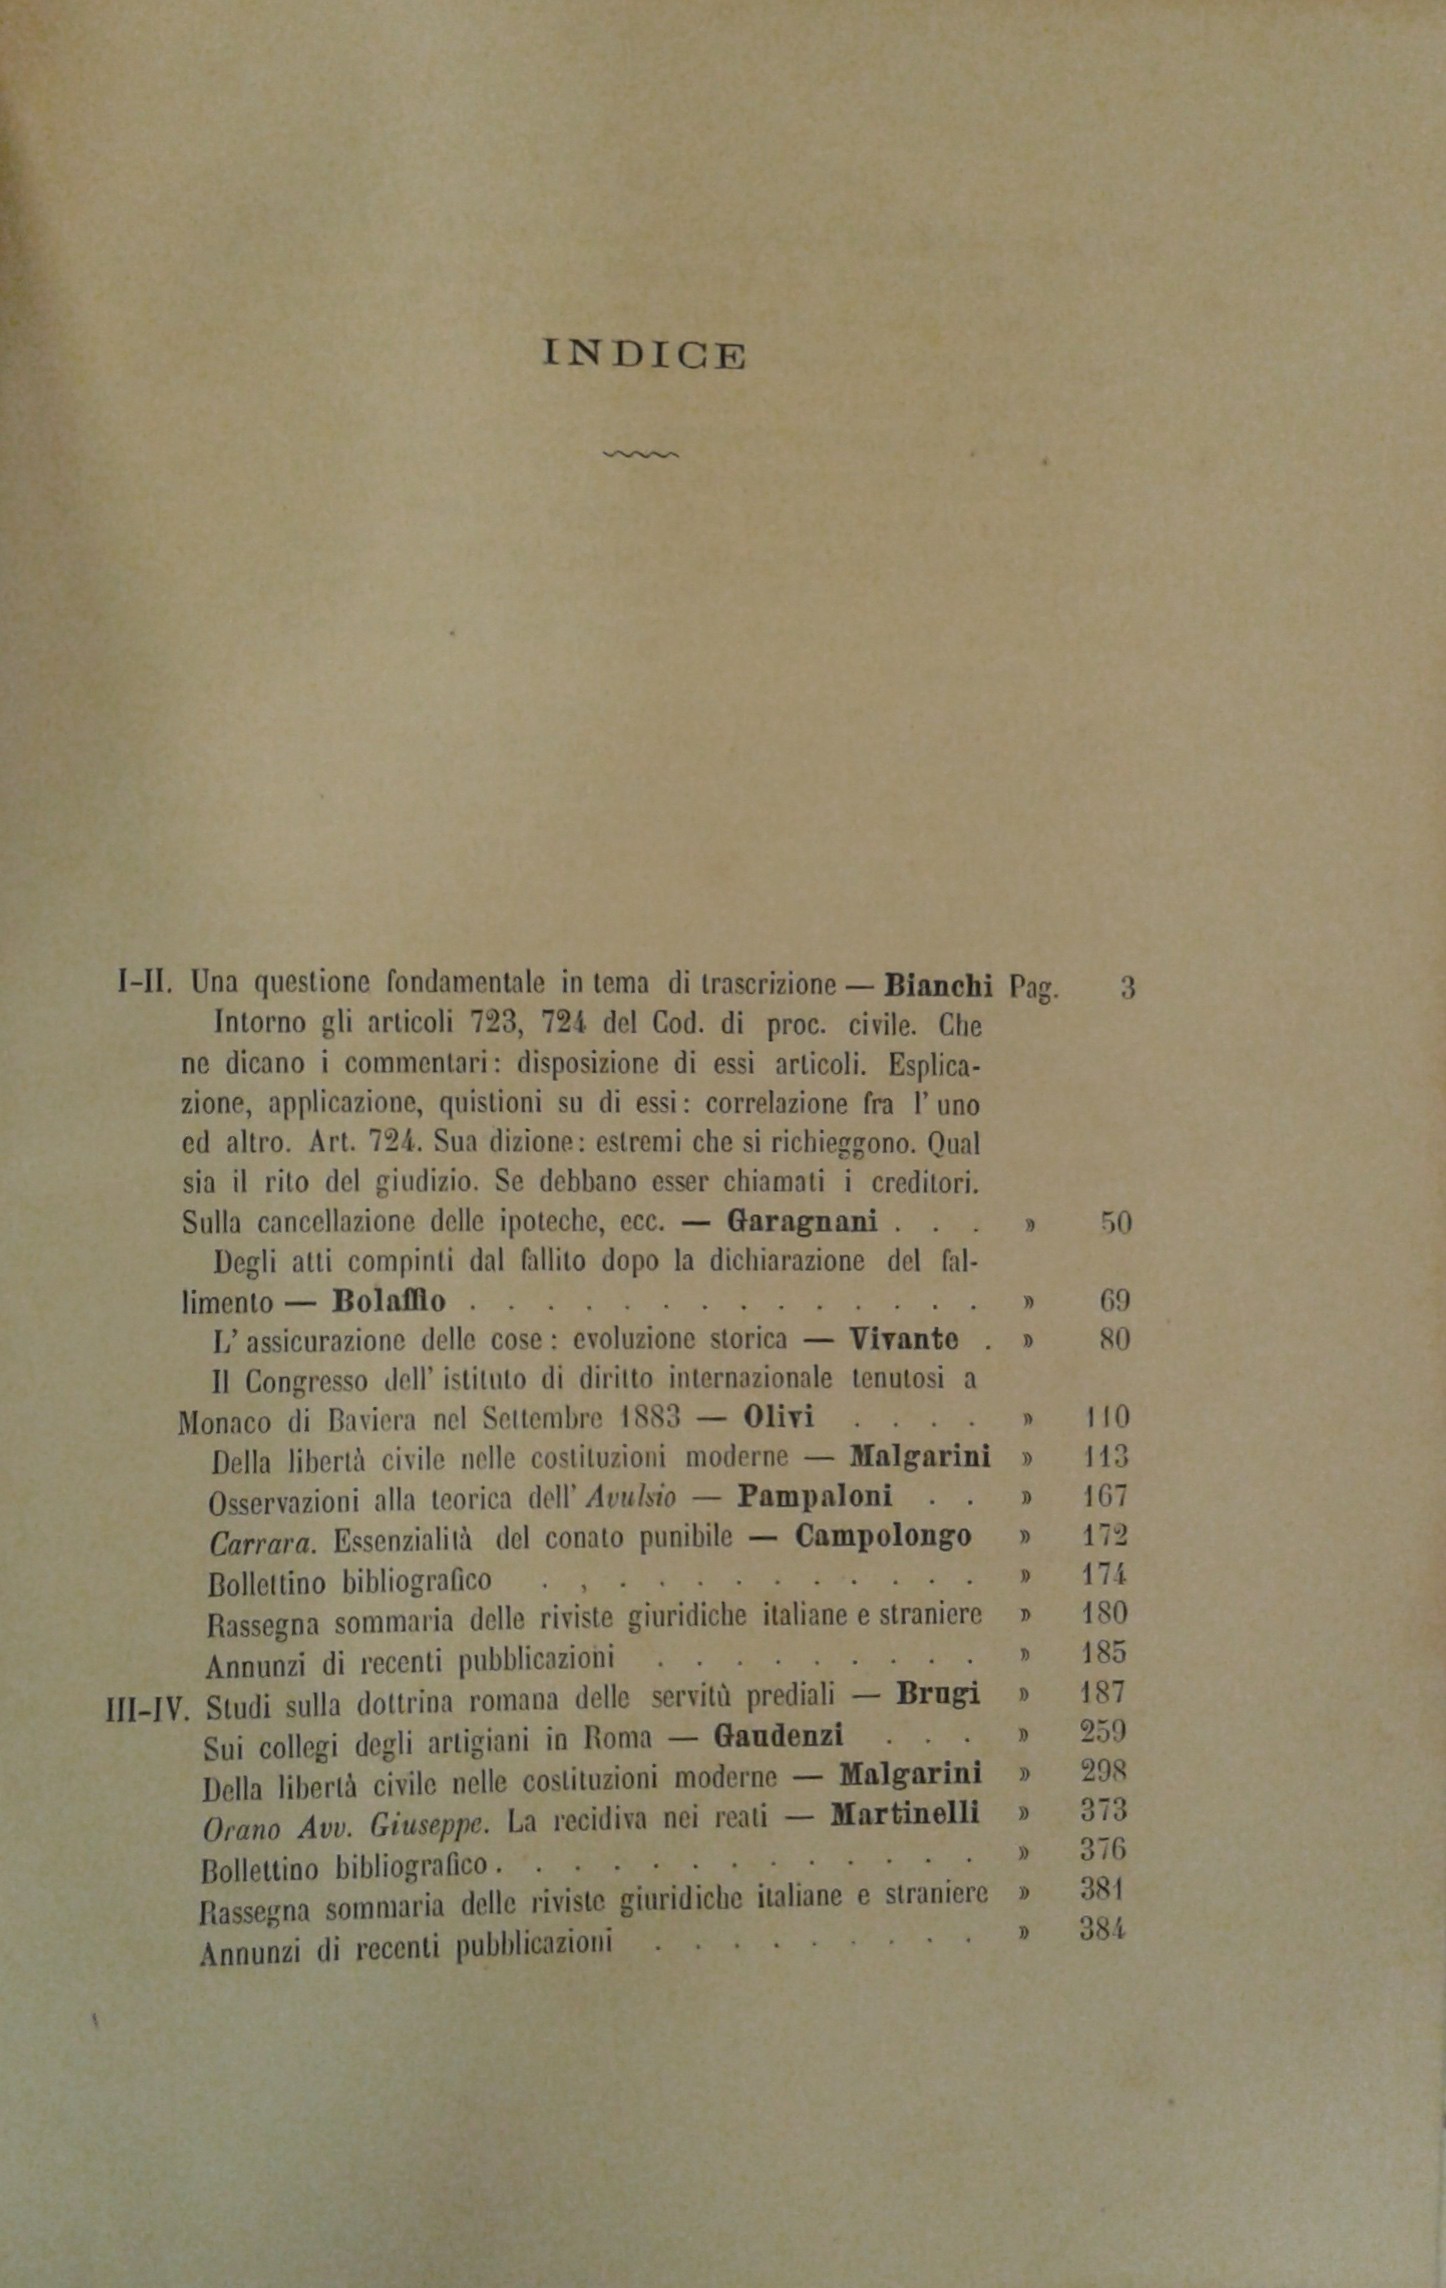 INDICE
I-II. Una questione fondamentale in tema di trascrizione — Bianchi Pag. 3
Intorno gli articoli 723, 724 del Cod. di proc. civile. Che
ne dicano i commentari: disposizione di essi articoli. Esplica-
zione, applicazione, quistioni su di essi: correlazione fra l' uno
ed altro. Art. 724. Sua dizione: estremi che si richieggono. Qual
sia il rito del giudizio. Se debbano esser chiamati i creditori.
Sulla cancellazione delle ipoteche, ecc. — Garagnani . . . » 50
Degli atti compinti dal fallito dopo la dichiarazione del fal-
limento — Bolaffio . . . . . . . . . . . . . . » 69
L' assicurazione delle cose: evoluzione storica — Vivante . » 80
Il Congresso dell' istituto di diritto internazionale tenutosi a
Monaco di Baviera nel Settembre 1883 — Olivi . . . . » 110
Della libertà civile nelle costituzioni moderne — Malgarini » 113
Osservazioni alla teorica dell' Avulsio — Pampaloni . . » 167
Carrara. Essenzialità del conato punibile — Campolongo » 172
Bollettino bibliografico . , . . . . . . . . . . » 174
Rassegna sommaria delle riviste giuridiche italiane e straniere » 180
Annunzi di recenti pubblicazioni . . . . . . . . . » 185
III-IV. Studi sulla dottrina romana delle servitù prediali — Brugi » 187
Sui collegi degli artigiani in Roma — Gaudenzi . . . » 259
Della libertà civile nelle costituzioni moderne — Malgarini » 298
Orano Avv. Giuseppe. La recidiva nei reati — Martinelli » 373
Bollettino bibliografico . . . . . . . . . . . . . » 376
Rassegna sommaria delle riviste giuridiche italiane e straniere » 381
Annunzi di recenti pubblicazioni . . . . . . . . . » 384